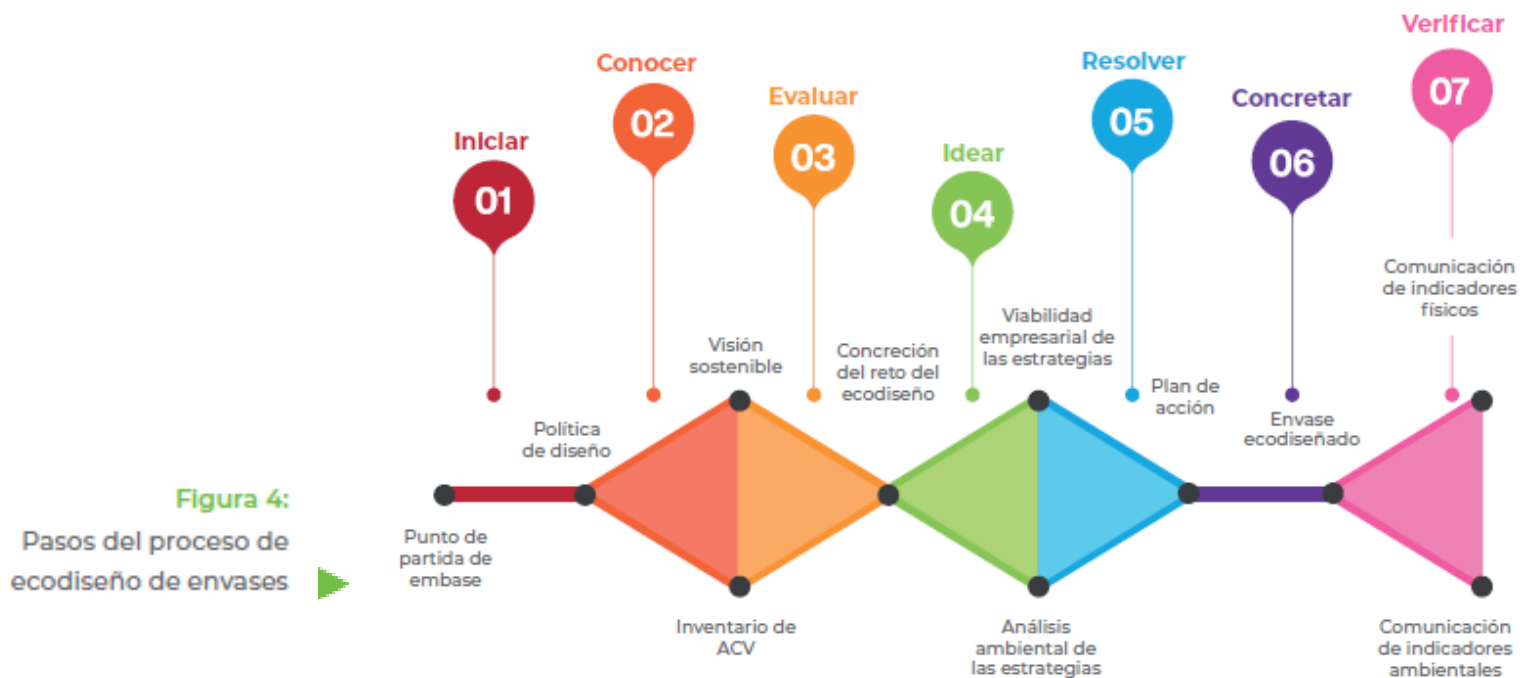 Verificar
07
Conocer
02
Resolver
05
Evaluar
03
Concretar
06
Iniciar
01
Idear
04
Comunicación
de indicadores
físicos
Viabilidad
empresarial de
las estrategias
Visión
sostenible
Concreción
del reto del
ecodiseño
Plan de
acción
Política
de diseño
Envase
ecodiseñado
Figura 4:
Pasos del proceso de
ecodiseño de envases
Punto de
partida de
embase
Inventario de
ACV
Análisis
ambiental de
las estrategias
Comunicación
de indicadores
ambientales